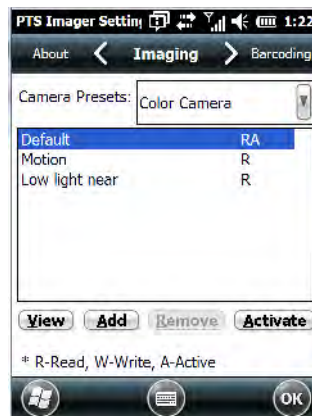 PTS Imager Settin 1:22
About Imaging Barcoding
Camera Presets: Color Camera
Default RA
Motion R
Low light near R
View Add Remove Activate
* R-Read, W-Write, A-Active
OK